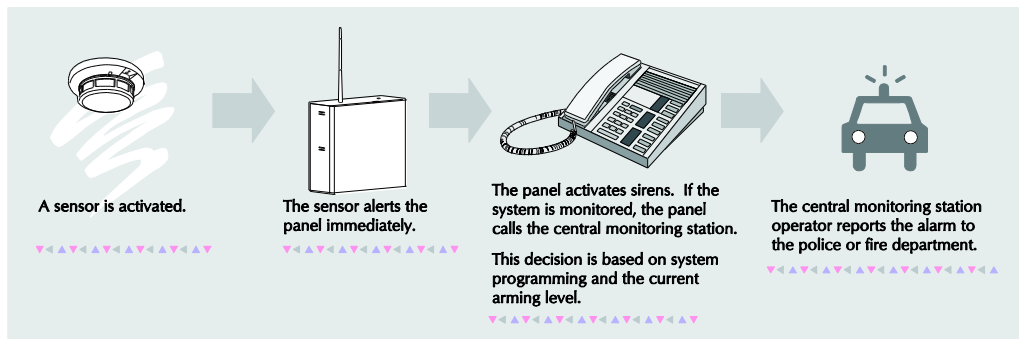 A sensor is activated.
The sensor alerts the
panel immediately.
The panel activates sirens.  If the
system is monitored, the panel
calls the central monitoring station.
This decision is based on system
programming and the current
arming level.
The central monitoring station
operator reports the alarm to
the police or fire department.